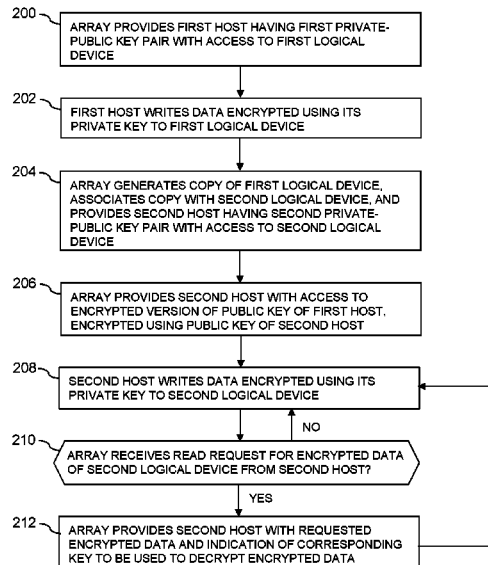 200
ARRAY PROVIDES FIRST HOST HAVING FIRST PRIVATE-
PUBLIC KEY PAIR WITH ACCESS TO FIRST LOGICAL
DEVICE
202
FIRST HOST WRITES DATA ENCRYPTED USING ITS
PRIVATE KEY TO FIRST LOGICAL DEVICE
204
ARRAY GENERATES COPY OF FIRST LOGICAL DEVICE,
ASSOCIATES COPY WITH SECOND LOGICAL DEVICE, AND
PROVIDES SECOND HOST HAVING SECOND PRIVATE-
PUBLIC KEY PAIR WITH ACCESS TO SECOND LOGICAL
DEVICE
206
ARRAY PROVIDES SECOND HOST WITH ACCESS TO
ENCRYPTED VERSION OF PUBLIC KEY OF FIRST HOST,
ENCRYPTED USING PUBLIC KEY OF SECOND HOST
208
SECOND HOST WRITES DATA ENCRYPTED USING ITS
PRIVATE KEY TO SECOND LOGICAL DEVICE
NO
210
ARRAY RECEIVES READ REQUEST FOR ENCRYPTED DATA
OF SECOND LOGICAL DEVICE FROM SECOND HOST?
YES
212
ARRAY PROVIDES SECOND HOST WITH REQUESTED
ENCRYPTED DATA AND INDICATION OF CORRESPONDING
KEY TO BE USED TO DECRYPT ENCRYPTED DATA